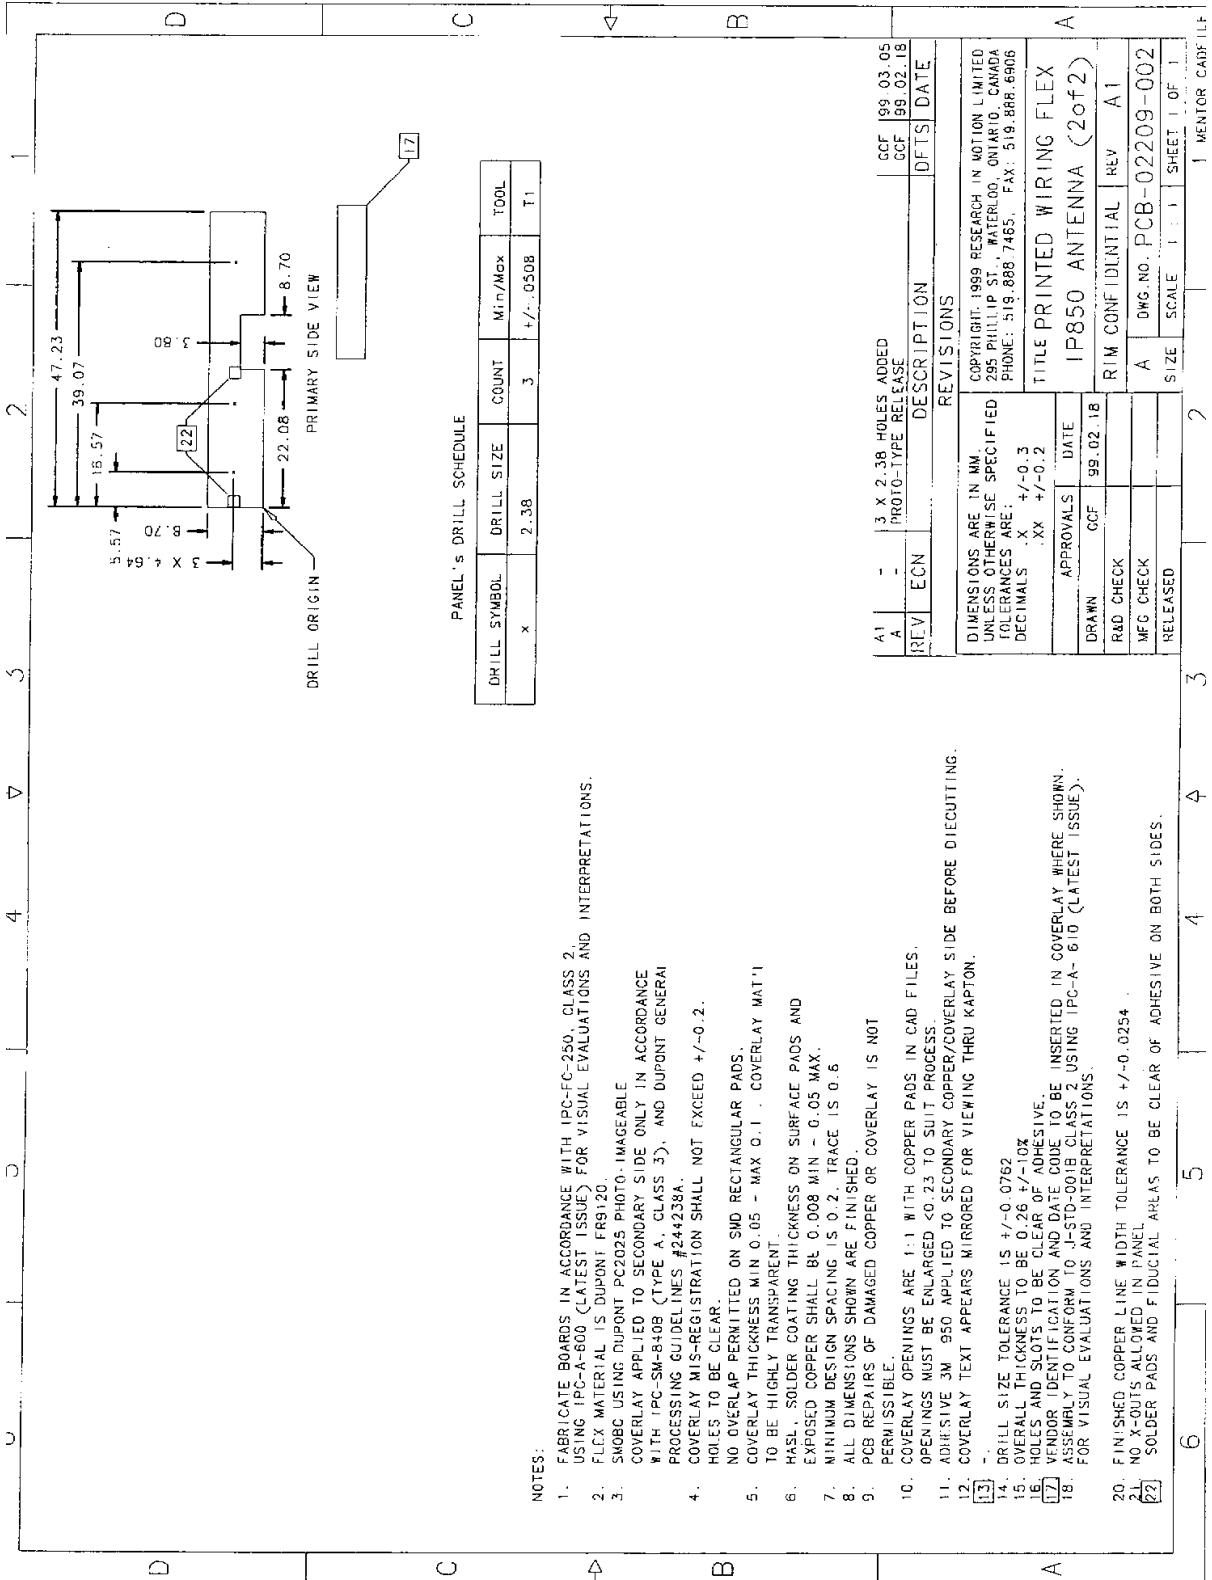 D
C
B
A
1
2
3
4
5
6
47.23
39.07
16.57
5.57
8.70
3 X 4.64
22
3.80
22.08
8.70
DRILL ORIGIN
PRIMARY SIDE VIEW
17
PANEL's DRILL SCHEDULE
DRILL SYMBOL DRILL SIZE COUNT Min/Max TOOL
x 2.38 3 +/-.0508 T1
NOTES:
1. FABRICATE BOARDS IN ACCORDANCE WITH IPC-FC-250, CLASS 2,
USING IPC-A-600 (LATEST ISSUE) FOR VISUAL EVALUATIONS AND INTERPRETATIONS.
2. FLEX MATERIAL IS DUPONT FR9120.
3. SMOBC USING DUPONT PC2025 PHOTO-IMAGEABLE
COVERLAY APPLIED TO SECONDARY SIDE ONLY IN ACCORDANCE
WITH IPC-SM-840B (TYPE A, CLASS 3), AND DUPONT GENERAL
PROCESSING GUIDELINES #244238A.
4. COVERLAY MIS-REGISTRATION SHALL NOT EXCEED +/-0.2.
HOLES TO BE CLEAR.
NO OVERLAP PERMITTED ON SMD RECTANGULAR PADS.
5. COVERLAY THICKNESS MIN 0.05 - MAX 0.1 . COVERLAY MAT'l
TO BE HIGHLY TRANSPARENT.
6. HASL, SOLDER COATING THICKNESS ON SURFACE PADS AND
EXPOSED COPPER SHALL BE 0.008 MIN - 0.05 MAX.
7. MINIMUM DESIGN SPACING IS 0.2, TRACE IS 0.6
8. ALL DIMENSIONS SHOWN ARE FINISHED.
9. PCB REPAIRS OF DAMAGED COPPER OR COVERLAY IS NOT
PERMISSIBLE.
10. COVERLAY OPENINGS ARE 1:1 WITH COPPER PADS IN CAD FILES.
OPENINGS MUST BE ENLARGED <0.23 TO SUIT PROCESS.
11. ADHESIVE 3M 950 APPLIED TO SECONDARY COPPER/COVERLAY SIDE BEFORE DIECUTTING.
12. COVERLAY TEXT APPEARS MIRRORED FOR VIEWING THRU KAPTON.
13 -.
14. DRILL SIZE TOLERANCE IS +/-0.0762
15. OVERALL THICKNESS TO BE 0.26 +/-10%
16. HOLES AND SLOTS TO BE CLEAR OF ADHESIVE.
17 VENDOR IDENTIFICATION AND DATE CODE TO BE INSERTED IN COVERLAY WHERE SHOWN.
18. ASSEMBLY TO CONFORM TO J-STD-001B CLASS 2 USING IPC-A- 610 (LATEST ISSUE).
FOR VISUAL EVALUATIONS AND INTERPRETATIONS.
20. FINISHED COPPER LINE WIDTH TOLERANCE IS +/-0.0254 .
21. NO X-OUTS ALLOWED IN PANEL
22 SOLDER PADS AND FIDUCIAL AREAS TO BE CLEAR OF ADHESIVE ON BOTH SIDES.
A1 - 3 X 2.38 HOLES ADDED GCF 99.03.05
A - PROTO-TYPE RELEASE GCF 99.02.18
REV ECN DESCRIPTION DFTS DATE
REVISIONS
DIMENSIONS ARE IN MM.
UNLESS OTHERWISE SPECIFIED
TOLERANCES ARE:
DECIMALS .X +/-0.3
.XX +/-0.2
APPROVALS DATE
DRAWN GCF 99.02.18
R&D CHECK
MFG CHECK
RELEASED
COPYRIGHT 1999 RESEARCH IN MOTION LIMITED
295 PHILLIP ST., WATERLOO, ONTARIO, CANADA
PHONE: 519.888.7465, FAX: 519.888.6906
TITLE PRINTED WIRING FLEX
IP850 ANTENNA (2of2)
RIM CONFIDENTIAL REV A1
A DWG.NO. PCB-02209-002
SIZE SCALE 1 : 1 SHEET 1 OF 1
MENTOR CADFILE